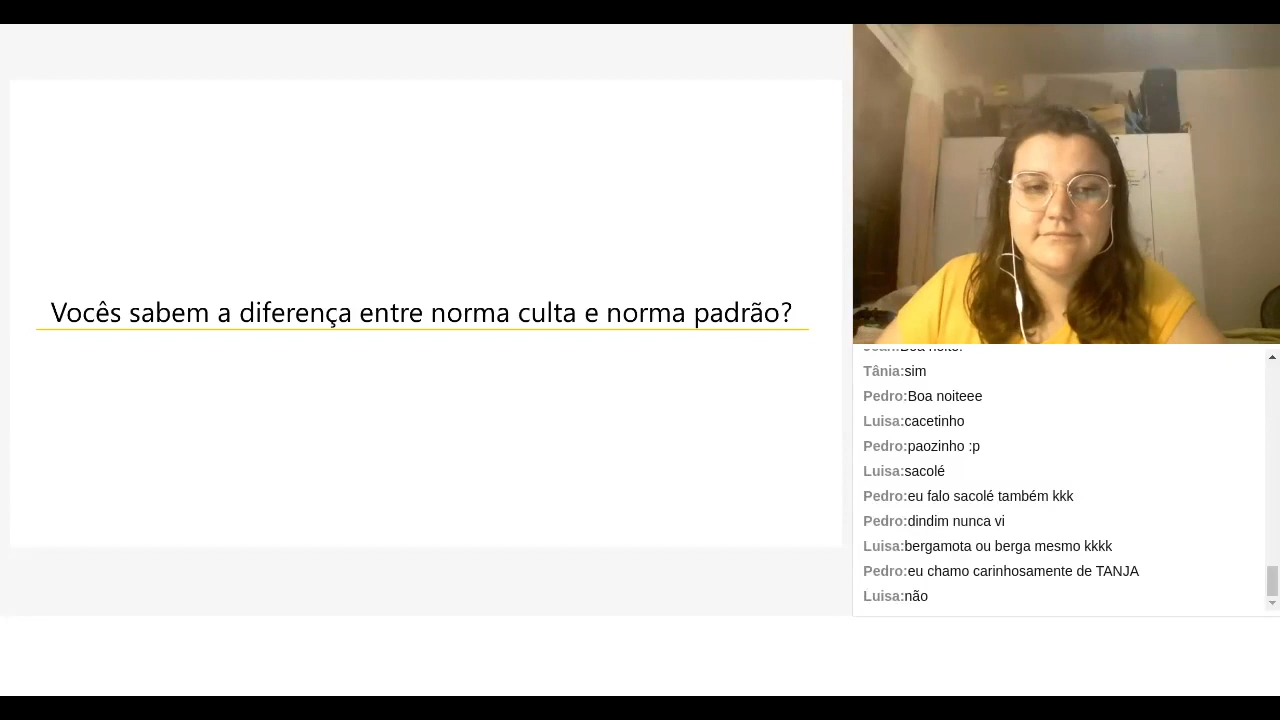 Vocês sabem a diferença entre norma culta e norma padrão?
Tânia:sim
Pedro:Boa noiteee
Luisa:cacetinho
Pedro:paozinho :p
Luisa:sacolé
Pedro:eu falo sacolé também kkk
Pedro:dindim nunca vi
Luisa:bergamota ou berga mesmo kkkk
Pedro:eu chamo carinhosamente de TANJA
Luisa:não